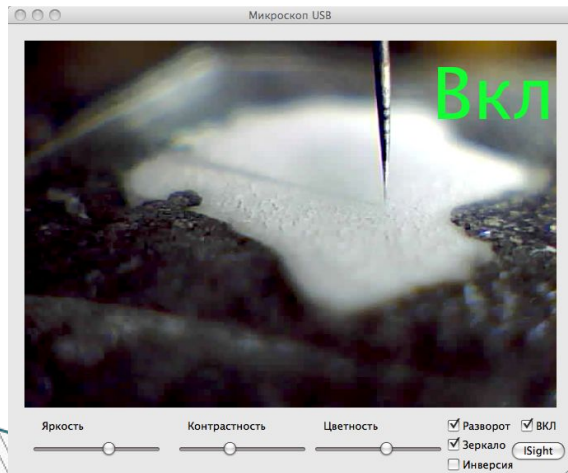 Микроскоп USB
Вкл
Яркость
Контрастность
Цветность
Разворот
ВКЛ
Зеркало
ISight
Инверсия